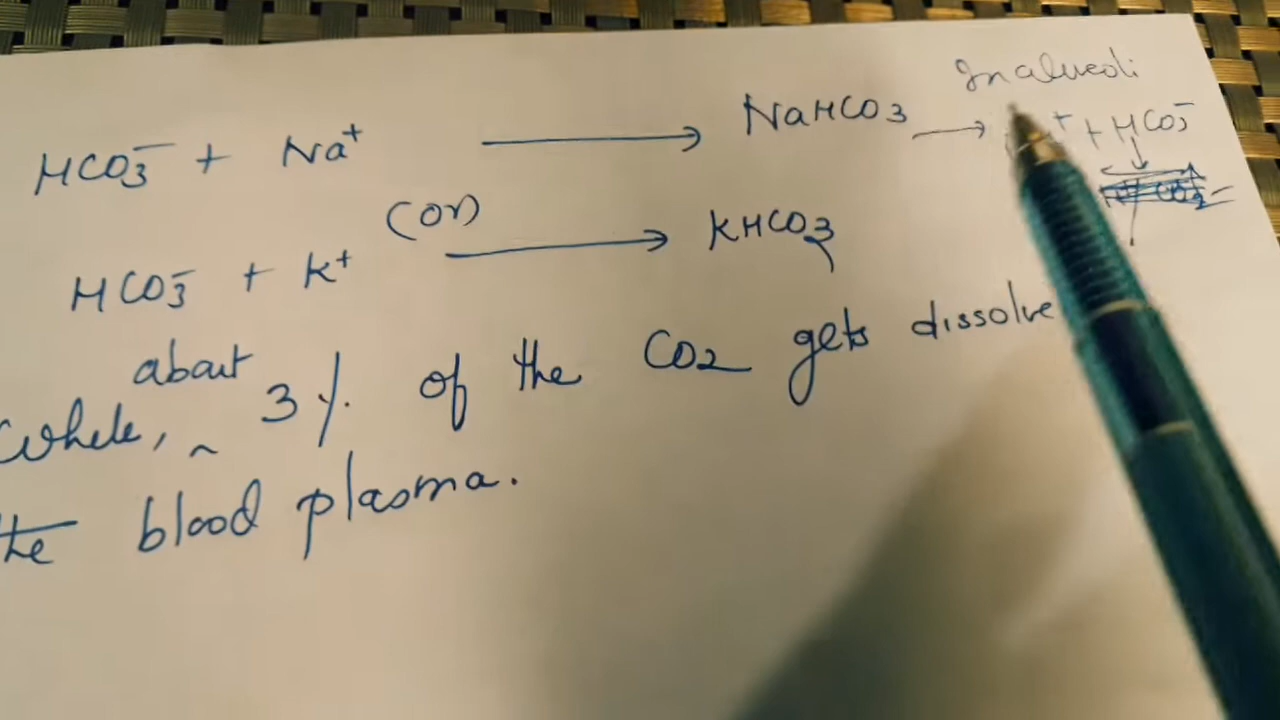 In alveoli
HCO3⁻ + Na⁺ → NaHCO3 → ⁺ + HCO3⁻
(or)
HCO3⁻ + K⁺ → KHCO3
about
While, 3% of the CO2 gets dissolve
the blood plasma.